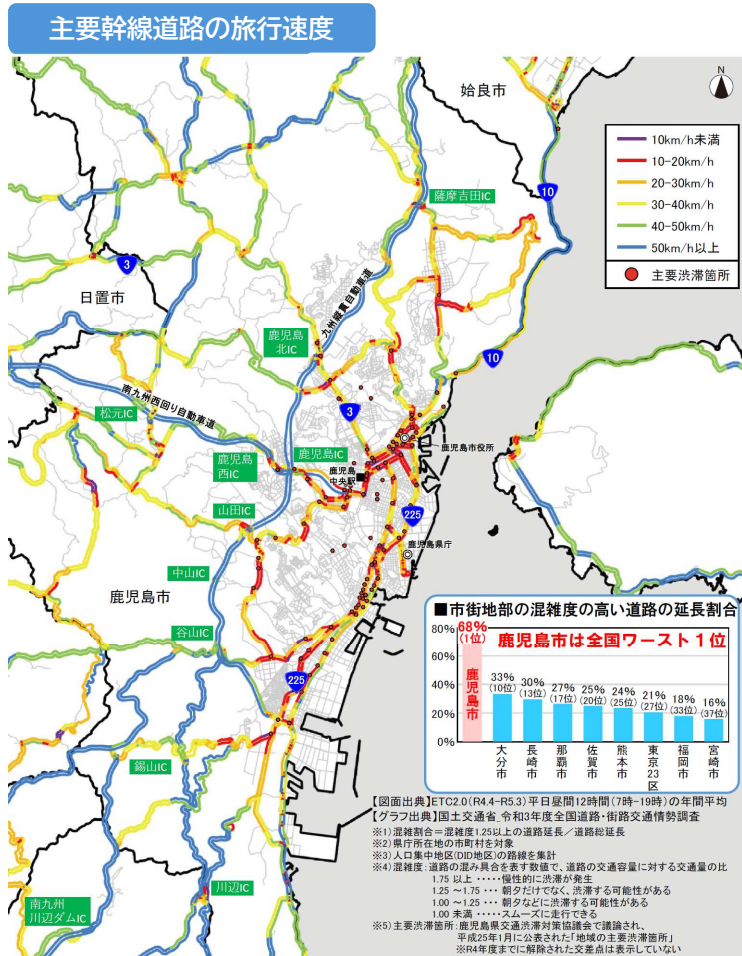 主要幹線道路の旅行速度
姶良市
10km/h未満
10-20km/h
20-30km/h
30-40km/h
40-50km/h
50km/h以上
主要渋滞箇所
10
薩摩吉田IC
3
日置市
九州縦貫自動車道
鹿児島
北IC
10
南九州西回り自動車道
松元IC
3
鹿児島IC
鹿児島市役所
鹿児島
西IC
鹿児島
中央駅
山田IC
225
鹿児島県庁
中山IC
鹿児島市
谷山IC
225
錫山IC
川辺IC
南九州
川辺ダムIC
■市街地部の混雑度の高い道路の延長割合
鹿児島市は全国ワースト1位
80%
60%
40%
20%
0%
68%
(1位)
鹿児島市
33%
(10位)
大分市
30%
(13位)
長崎市
27%
(17位)
那覇市
25%
(20位)
佐賀市
24%
(25位)
熊本市
21%
(27位)
東京23区
18%
(33位)
福岡市
16%
(37位)
宮崎市
【図面出典】ETC2.0(R4.4-R5.3)平日昼間12時間(7時-19時)の年間平均
【グラフ出典】国土交通省_令和3年度全国道路・街路交通情勢調査
※1)混雑割合=混雑度1.25以上の道路延長/道路総延長
※2)県庁所在地の市町村を対象
※3)人口集中地区(DID地区)の路線を集計
※4)混雑度:道路の混み具合を表す数値で、道路の交通容量に対する交通量の比
1.75 以上 ・・・・・慢性的に渋滞が発生
1.25 ～1.75 ・・・ 朝夕だけでなく、渋滞する可能性がある
1.00 ～1.25 ・・・ 朝夕などに渋滞する可能性がある
1.00 未満 ・・・・・スムーズに走行できる
※5)主要渋滞箇所:鹿児島県交通渋滞対策協議会で議論され、
平成25年1月に公表された「地域の主要渋滞箇所」
※R4年度までに解除された交差点は表示していない